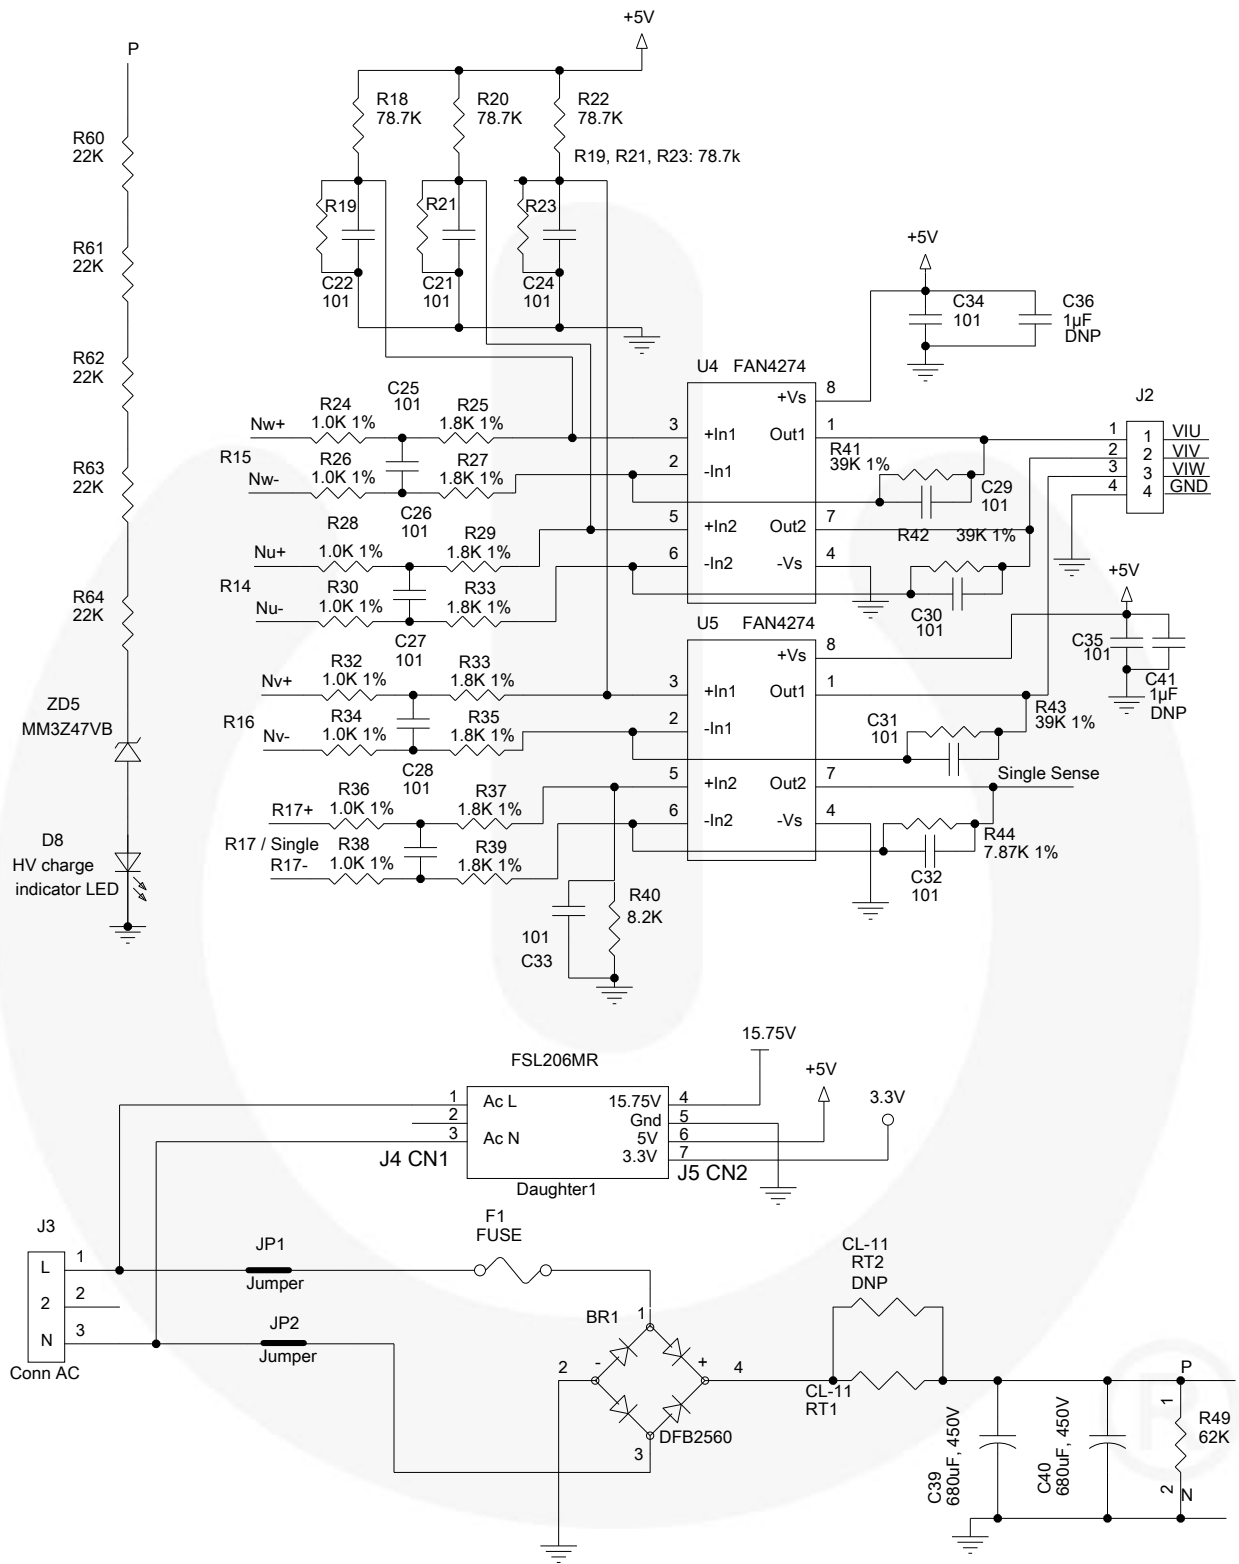 +5V
P
R18
78.7K
R20
78.7K
R22
78.7K
R60
22K
R19, R21, R23: 78.7k
R19
R21
R23
R61
22K
C22
101
C21
101
C24
101
+5V
C34
101
C36
1µF
DNP
R62
22K
U4 FAN4274
+Vs
8
J2
C25
101
R24
1.0K 1%
R25
1.8K 1%
Nw+
3
+In1
Out1
1
R15
R26
1.0K 1%
R27
1.8K 1%
Nw-
2
-In1
R41
39K 1%
C29
101
1
2
3
4
1
2
3
4
VIU
VIV
VIW
GND
R63
22K
C26
101
R28
1.0K 1%
R29
1.8K 1%
Nu+
5
+In2
Out2
7
R42
39K 1%
R14
R30
1.0K 1%
R33
1.8K 1%
Nu-
6
-In2
-Vs
4
C30
101
+5V
R64
22K
C27
101
U5 FAN4274
+Vs
8
C35
101
C41
1µF
DNP
R32
1.0K 1%
R33
1.8K 1%
Nv+
3
+In1
Out1
1
R43
39K 1%
ZD5
MM3Z47VB
R16
R34
1.0K 1%
R35
1.8K 1%
Nv-
2
-In1
C31
101
C28
101
R36
1.0K 1%
R37
1.8K 1%
R17+
5
+In2
Out2
7
Single Sense
D8
HV charge
indicator LED
R17 / Single
R38
1.0K 1%
R39
1.8K 1%
R17-
6
-In2
-Vs
4
R44
7.87K 1%
C32
101
R40
8.2K
101
C33
15.75V
FSL206MR
+5V
3.3V
1
2
3
Ac L
Ac N
15.75V
Gnd
5V
3.3V
4
5
6
7
J4 CN1
J5 CN2
Daughter1
F1
FUSE
J3
L
2
N
1
2
3
Conn AC
JP1
Jumper
JP2
Jumper
CL-11
RT2
DNP
BR1
1
2
-
+
4
3
DFB2560
CL-11
RT1
P
C39
680uF, 450V
C40
680uF, 450V
1
R49
62K
2
N